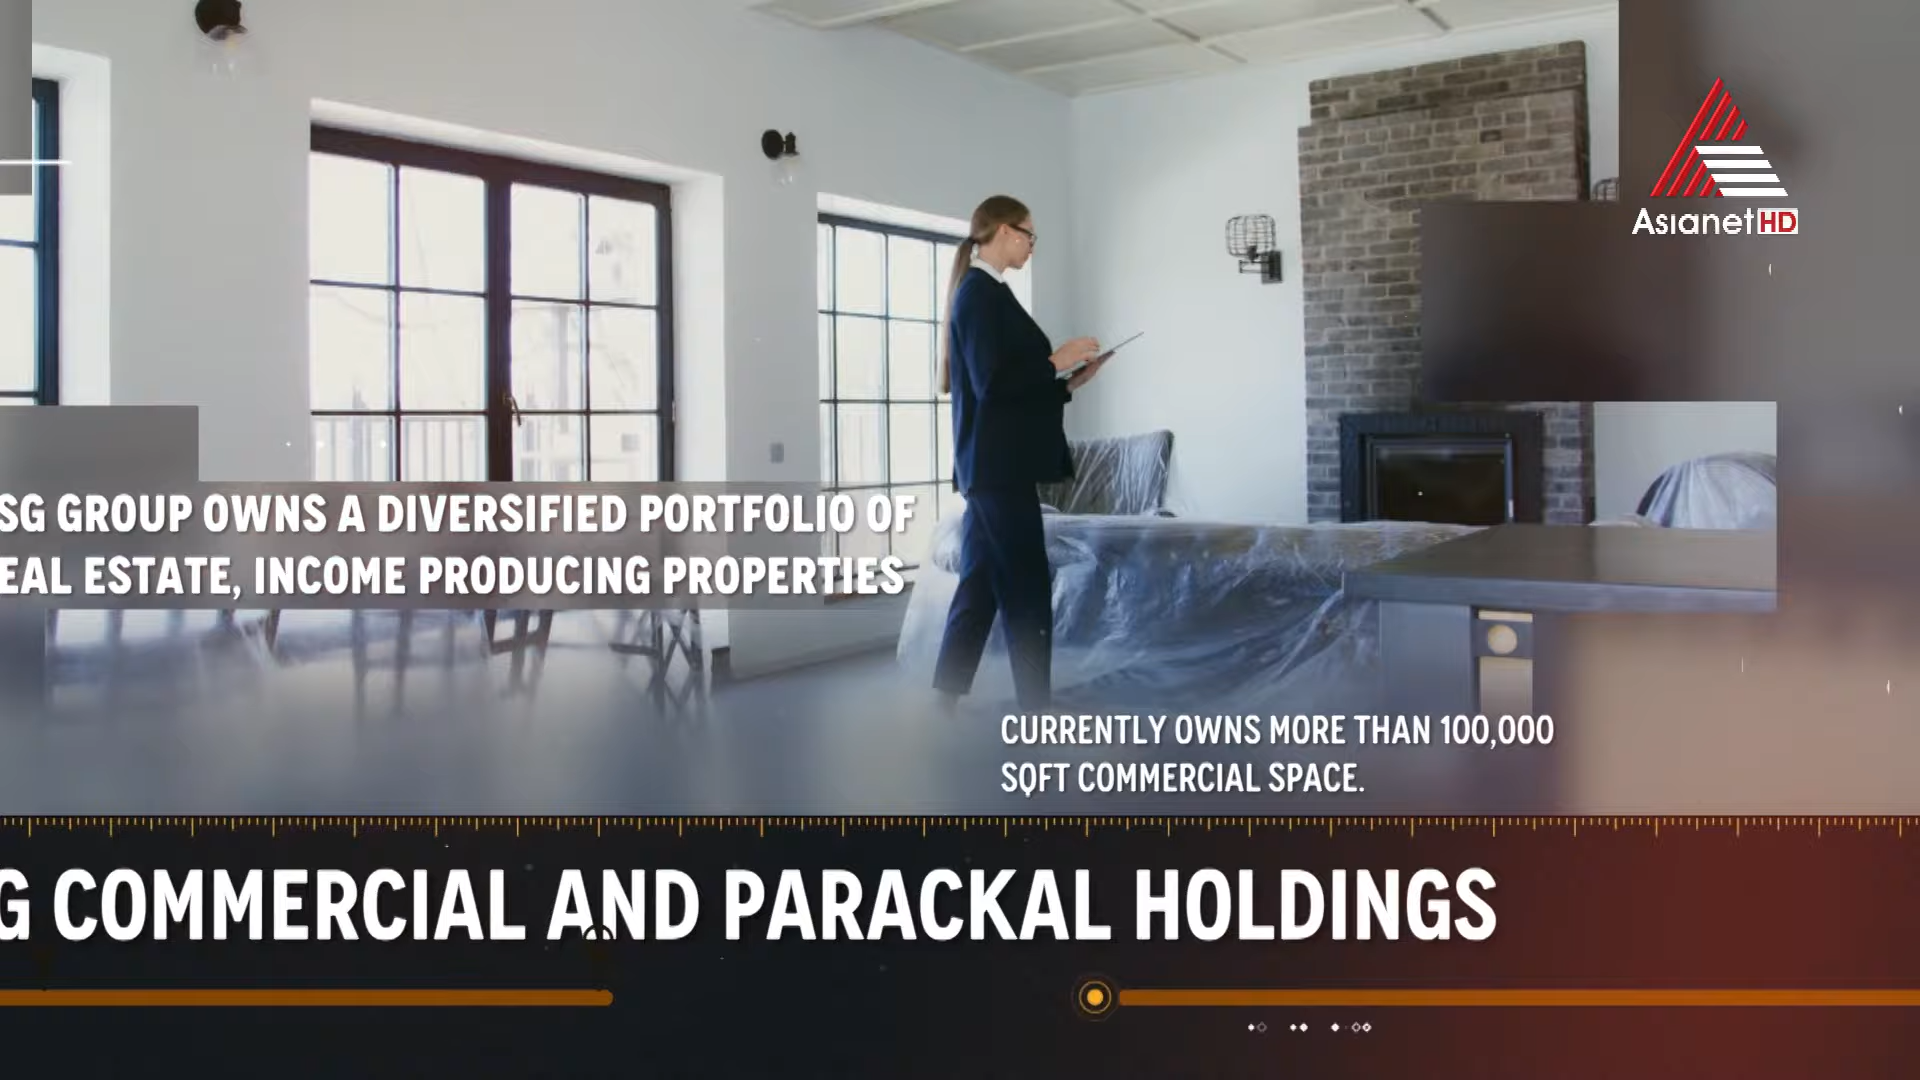 AsianetHD
SG GROUP OWNS A DIVERSIFIED PORTFOLIO OF
EAL ESTATE, INCOME PRODUCING PROPERTIES
CURRENTLY OWNS MORE THAN 100,000
SQFT COMMERCIAL SPACE.
G COMMERCIAL AND PARACKAL HOLDINGS